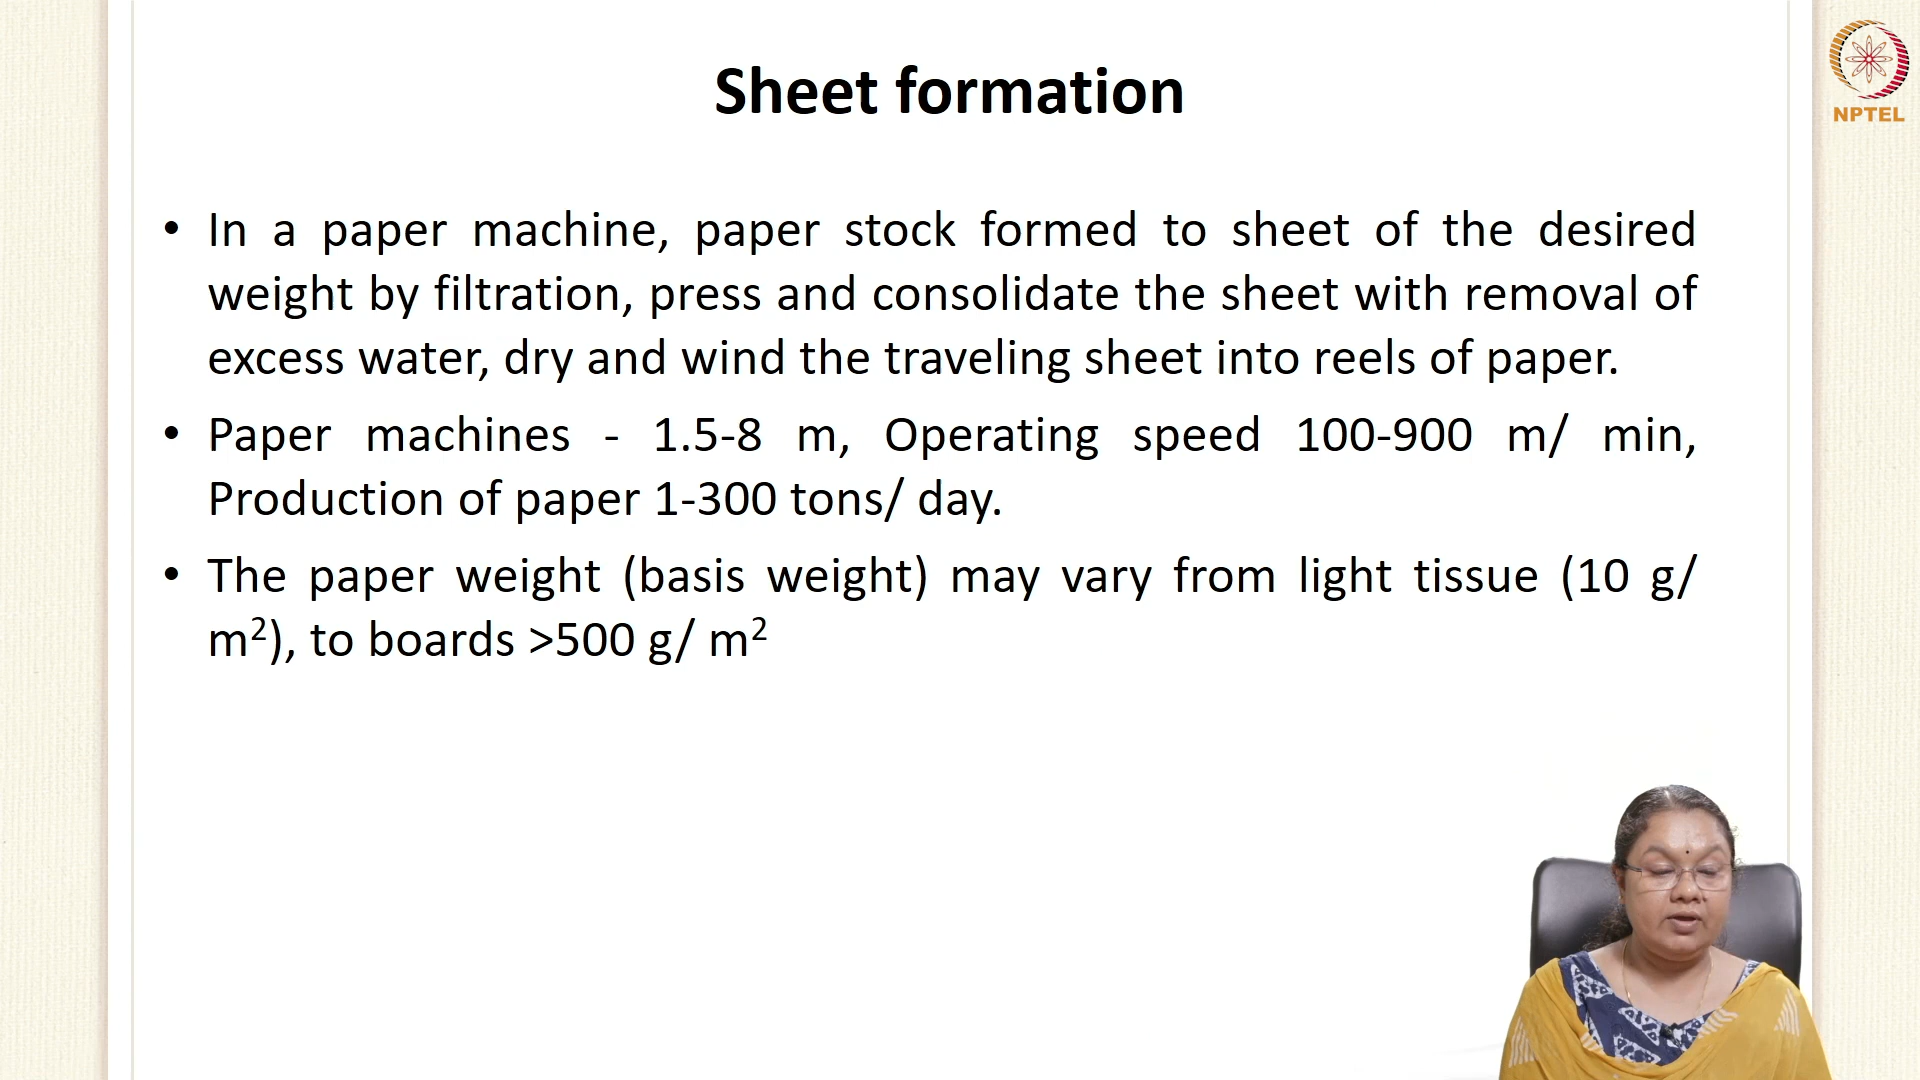 Sheet formation
NPTEL
• In a paper machine, paper stock formed to sheet of the desired
weight by filtration, press and consolidate the sheet with removal of
excess water, dry and wind the traveling sheet into reels of paper.
• Paper machines - 1.5-8 m, Operating speed 100-900 m/ min,
Production of paper 1-300 tons/ day.
• The paper weight (basis weight) may vary from light tissue (10 g/
m²), to boards >500 g/ m²